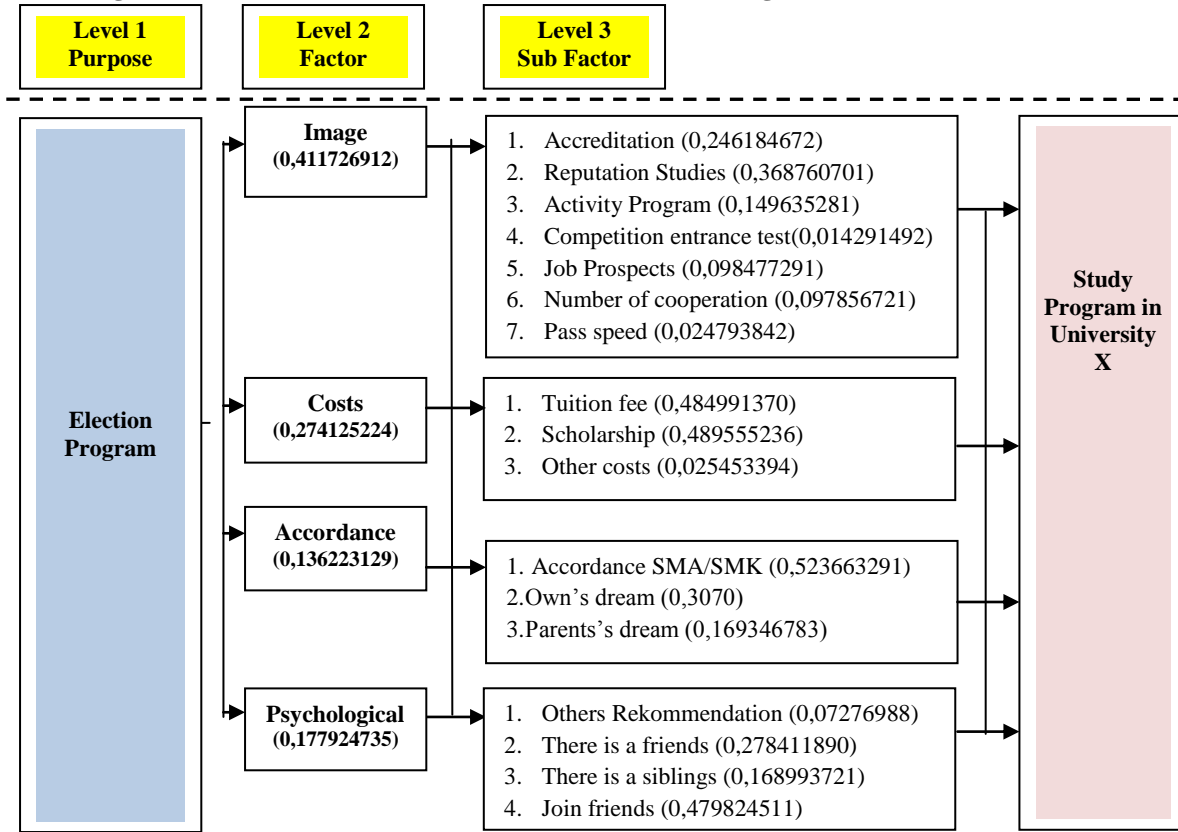 Level 1
Purpose
Level 2
Factor
Level 3
Sub Factor
Election
Program
Image
(0,411726912)
1. Accreditation (0,246184672)
2. Reputation Studies (0,368760701)
3. Activity Program (0,149635281)
4. Competition entrance test(0,014291492)
5. Job Prospects (0,098477291)
6. Number of cooperation (0,097856721)
7. Pass speed (0,024793842)
Costs
(0,274125224)
1. Tuition fee (0,484991370)
2. Scholarship (0,489555236)
3. Other costs (0,025453394)
Accordance
(0,136223129)
1. Accordance SMA/SMK (0,523663291)
2.Own’s dream (0,3070)
3.Parents’s dream (0,169346783)
Psychological
(0,177924735)
1. Others Rekommendation (0,07276988)
2. There is a friends (0,278411890)
3. There is a siblings (0,168993721)
4. Join friends (0,479824511)
Study
Program in
University
X